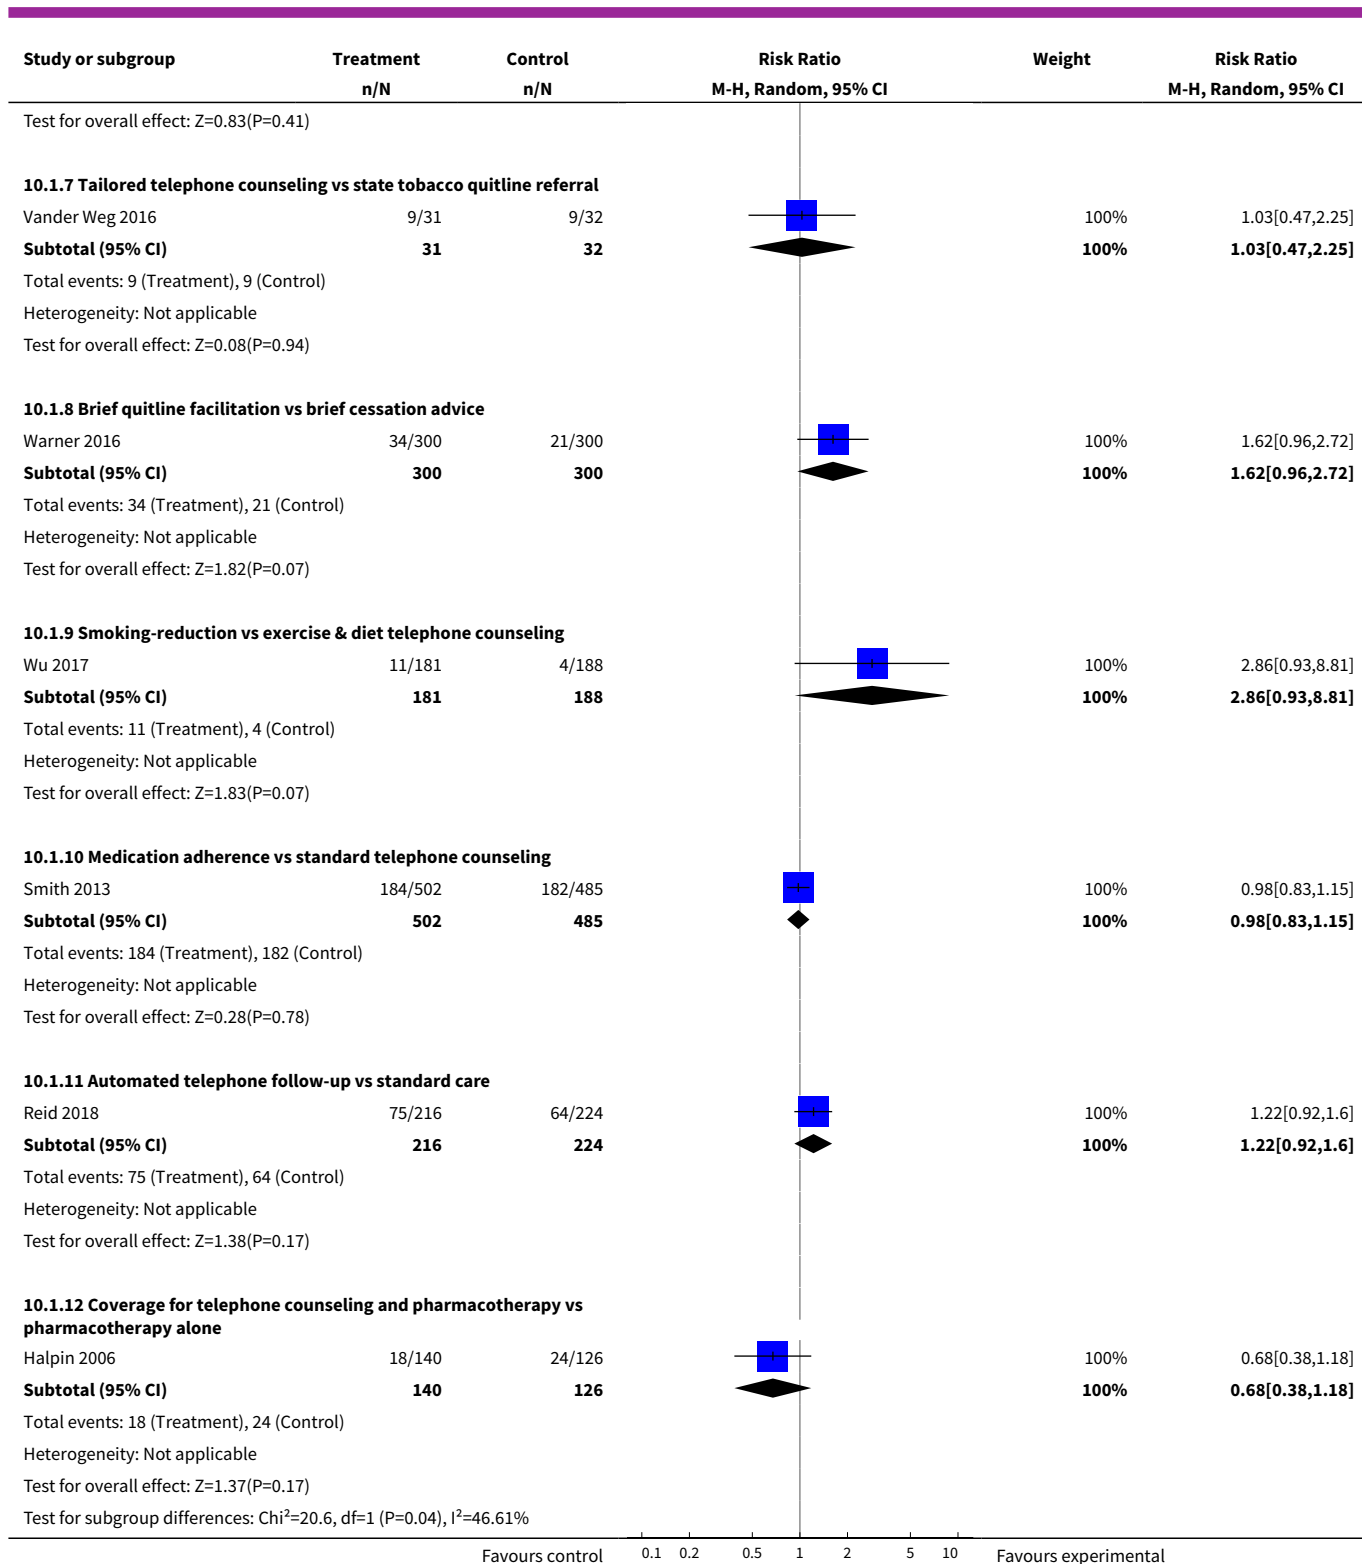 Study or subgroup Treatment Control Risk Ratio Weight Risk Ratio
n/N n/N M-H, Random, 95% CI M-H, Random, 95% CI
Test for overall effect: Z=0.83(P=0.41)
10.1.7 Tailored telephone counseling vs state tobacco quitline referral
Vander Weg 2016 9/31 9/32 100% 1.03[0.47,2.25]
Subtotal (95% CI) 31 32 100% 1.03[0.47,2.25]
Total events: 9 (Treatment), 9 (Control)
Heterogeneity: Not applicable
Test for overall effect: Z=0.08(P=0.94)
10.1.8 Brief quitline facilitation vs brief cessation advice
Warner 2016 34/300 21/300 100% 1.62[0.96,2.72]
Subtotal (95% CI) 300 300 100% 1.62[0.96,2.72]
Total events: 34 (Treatment), 21 (Control)
Heterogeneity: Not applicable
Test for overall effect: Z=1.82(P=0.07)
10.1.9 Smoking-reduction vs exercise & diet telephone counseling
Wu 2017 11/181 4/188 100% 2.86[0.93,8.81]
Subtotal (95% CI) 181 188 100% 2.86[0.93,8.81]
Total events: 11 (Treatment), 4 (Control)
Heterogeneity: Not applicable
Test for overall effect: Z=1.83(P=0.07)
10.1.10 Medication adherence vs standard telephone counseling
Smith 2013 184/502 182/485 100% 0.98[0.83,1.15]
Subtotal (95% CI) 502 485 100% 0.98[0.83,1.15]
Total events: 184 (Treatment), 182 (Control)
Heterogeneity: Not applicable
Test for overall effect: Z=0.28(P=0.78)
10.1.11 Automated telephone follow-up vs standard care
Reid 2018 75/216 64/224 100% 1.22[0.92,1.6]
Subtotal (95% CI) 216 224 100% 1.22[0.92,1.6]
Total events: 75 (Treatment), 64 (Control)
Heterogeneity: Not applicable
Test for overall effect: Z=1.38(P=0.17)
10.1.12 Coverage for telephone counseling and pharmacotherapy vs
pharmacotherapy alone
Halpin 2006 18/140 24/126 100% 0.68[0.38,1.18]
Subtotal (95% CI) 140 126 100% 0.68[0.38,1.18]
Total events: 18 (Treatment), 24 (Control)
Heterogeneity: Not applicable
Test for overall effect: Z=1.37(P=0.17)
Test for subgroup differences: Chi²=20.6, df=1 (P=0.04), I²=46.61%
Favours control 0.1 0.2 0.5 1 2 5 10 Favours experimental